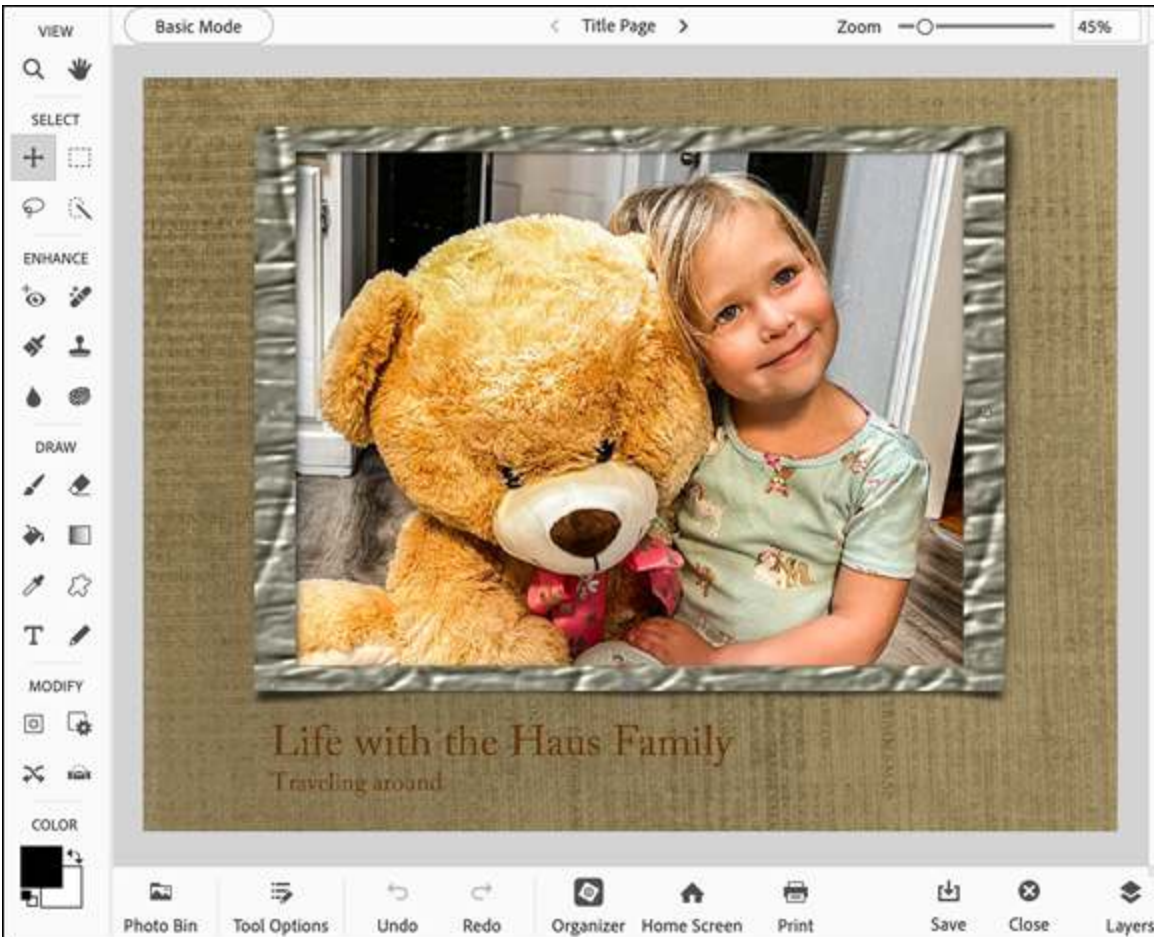 VIEW
Basic Mode
Title Page
Zoom
45%
SELECT
ENHANCE
DRAW
T
MODIFY
COLOR
Life with the Haus Family
Traveling around
Photo Bin
Tool Options
Undo
Redo
Organizer
Home Screen
Print
Save
Close
Layers